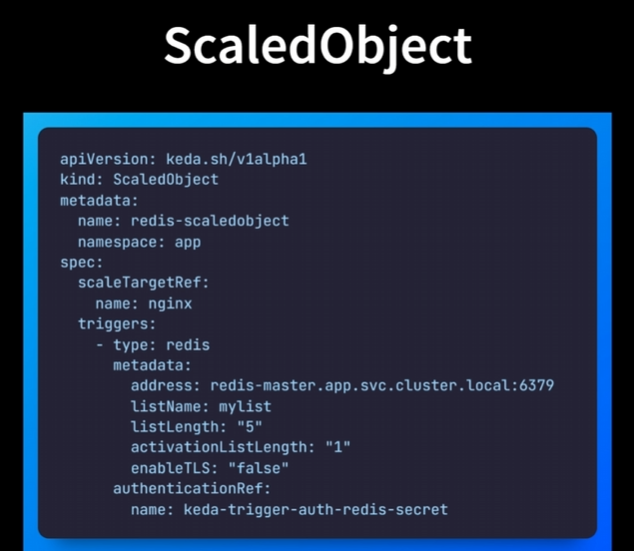 ScaledObject
apiVersion: keda.sh/v1alpha1
kind: ScaledObject
metadata:
  name: redis-scaledobject
  namespace: app
spec:
  scaleTargetRef:
    name: nginx
  triggers:
    - type: redis
      metadata:
        address: redis-master.app.svc.cluster.local:6379
        listName: mylist
        listLength: "5"
        activationListLength: "1"
        enableTLS: "false"
      authenticationRef:
        name: keda-trigger-auth-redis-secret